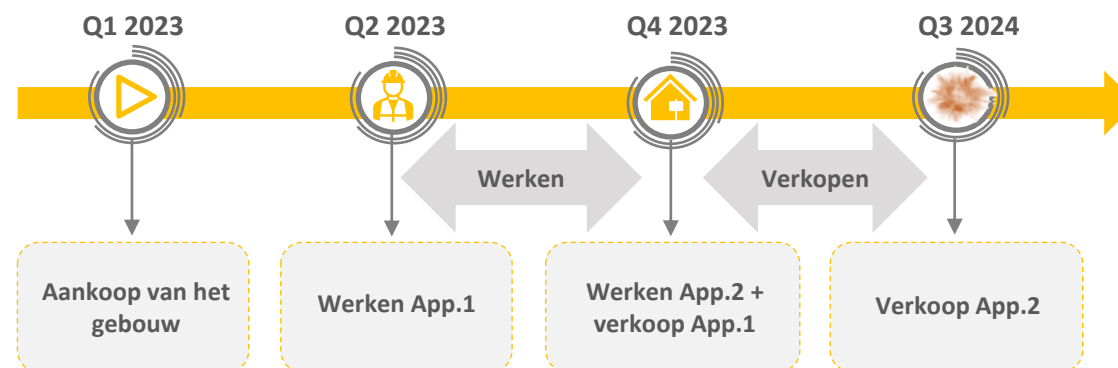 Q1 2023
Q2 2023
Q4 2023
Q3 2024
Werken
Verkopen
Aankoop van het
gebouw
Werken App.1
Werken App.2 +
verkoop App.1
Verkoop App.2